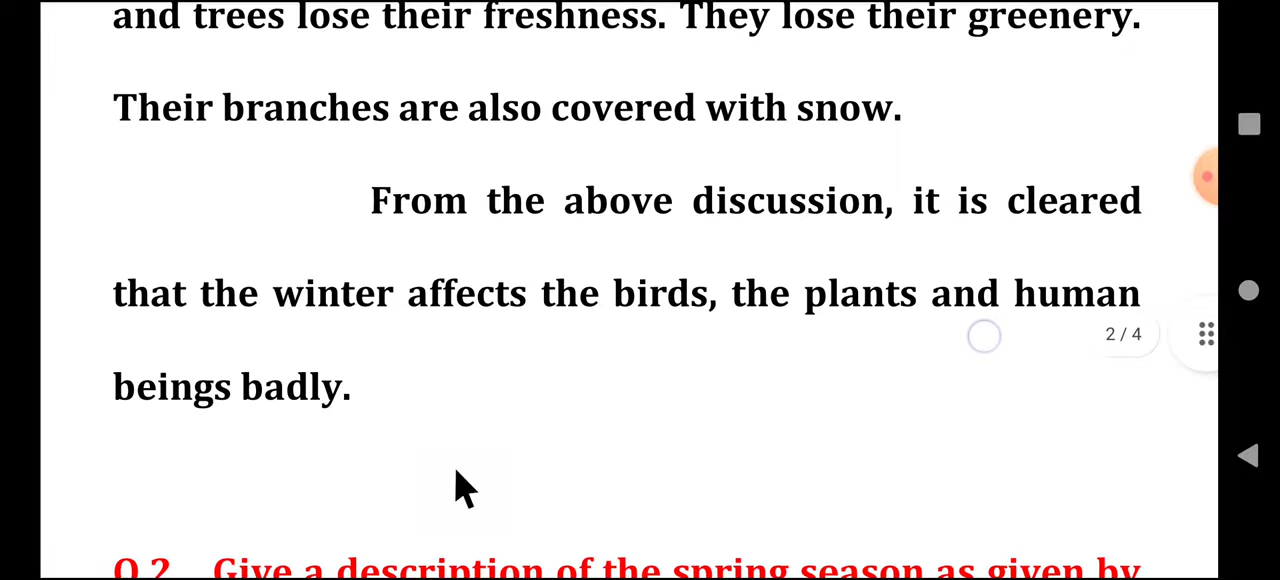 and trees lose their freshness. They lose their greenery.
Their branches are also covered with snow.
From the above discussion, it is cleared
that the winter affects the birds, the plants and human
2 / 4
beings badly.
Q.2 Give a description of the spring season as given by